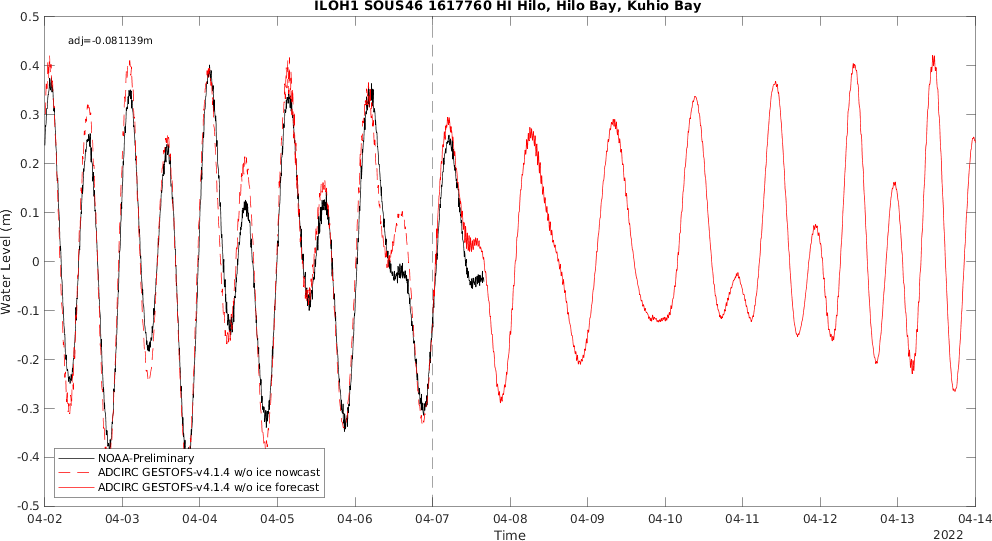 ILOH1 SOUS46 1617760 HI Hilo, Hilo Bay, Kuhio Bay
adj=-0.081139m
0.5
0.4
0.3
0.2
0.1
0
-0.1
-0.2
-0.3
-0.4
-0.5
Water Level (m)
NOAA-Preliminary
ADCIRC GESTOFS-v4.1.4 w/o ice nowcast
ADCIRC GESTOFS-v4.1.4 w/o ice forecast
04-02 04-03 04-04 04-05 04-06 04-07 04-08 04-09 04-10 04-11 04-12 04-13 04-14
Time
2022